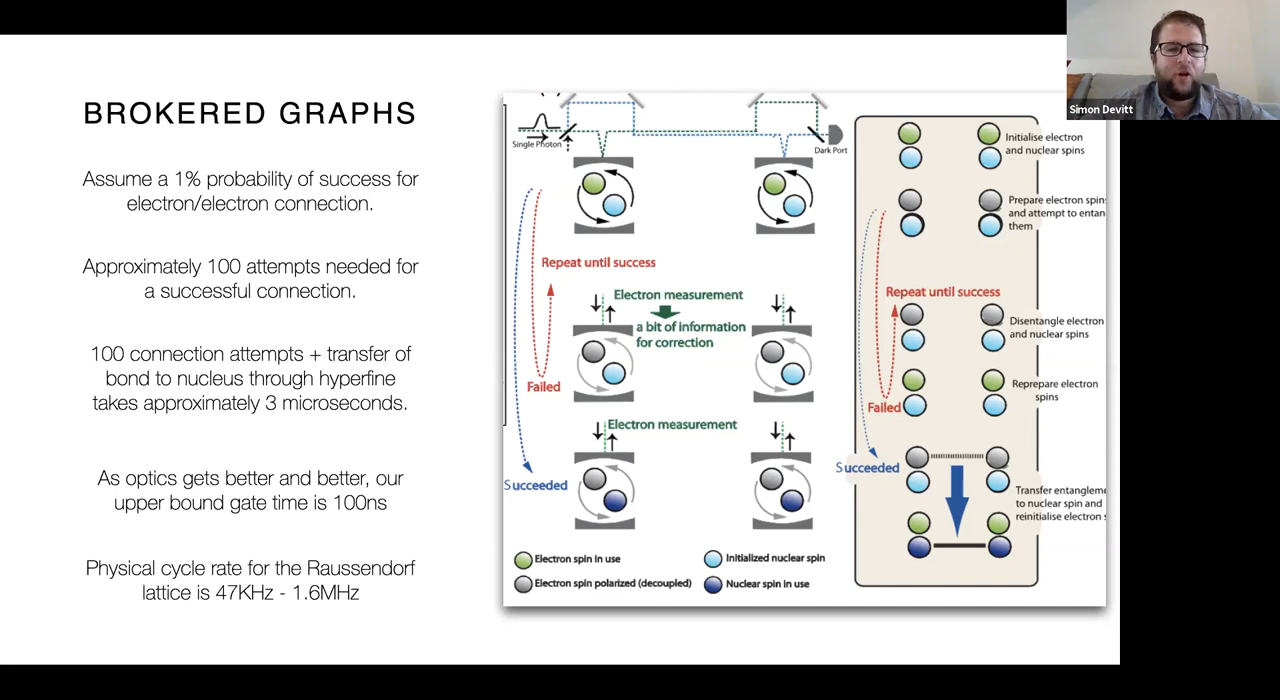 Simon Devitt
BROKERED GRAPHS
Assume a 1% probability of success for
electron/electron connection.
Approximately 100 attempts needed for
a successful connection.
100 connection attempts + transfer of
bond to nucleus through hyperfine
takes approximately 3 microseconds.
As optics gets better and better, our
upper bound gate time is 100ns
Physical cycle rate for the Raussendorf
lattice is 47KHz - 1.6MHz
Single Photon
Dark Port
Repeat until success
Electron measurement
a bit of information
for correction
Failed
Electron measurement
Succeeded
Electron spin in use
Initialized nuclear spin
Electron spin polarized (decoupled)
Nuclear spin in use
Initialise electron
and nuclear spins
Prepare electron spins
and attempt to entan
them
Repeat until success
Disentangle electron
and nuclear spins
Reprepare electron
spins
Failed
Succeeded
Transfer entangleme
to nuclear spin and
reinitialise electron s